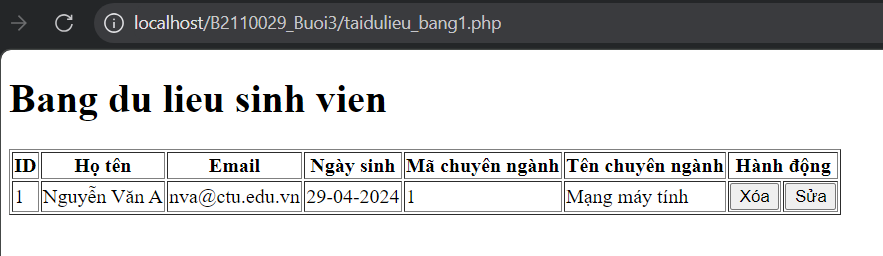 localhost/B2110029_Buoi3/taidulieu_bang1.php
Bang du lieu sinh vien
ID Họ tên Email Ngày sinh Mã chuyên ngành Tên chuyên ngành Hành động
1 Nguyễn Văn A nva@ctu.edu.vn 29-04-2024 1 Mạng máy tính Xóa Sửa